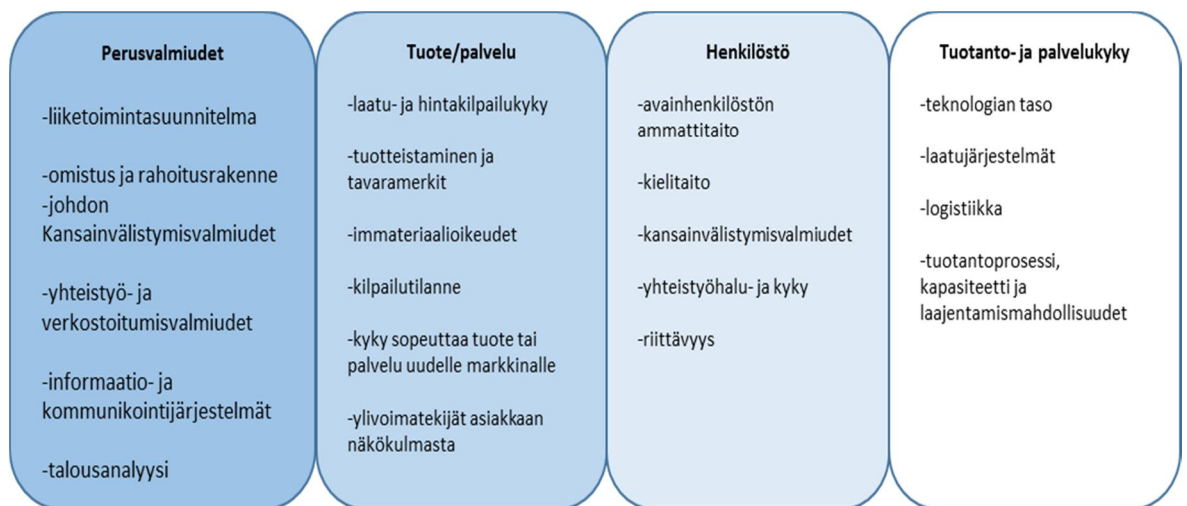 Perusvalmiudet
-liiketoimintasuunnitelma
-omistus ja rahoitusrakenne
-johdon
Kansainvälistymisvalmiudet
-yhteistyö- ja
verkostoitumisvalmiudet
-informaatio- ja
kommunikointijärjestelmät
-talousanalyysi
Tuote/palvelu
-laatu- ja hintakilpailukyky
-tuotteistaminen ja
tavaramerkit
-immateriaalioikeudet
-kilpailutilanne
-kyky sopeuttaa tuote tai
palvelu uudelle markkinalle
-ylivoimatekijät asiakkaan
näkökulmasta
Henkilöstö
-avainhenkilöstön
ammattitaito
-kielitaito
-kansainvälistymisvalmiudet
-yhteistyöhalu- ja kyky
-riittävyys
Tuotanto- ja palvelukyky
-teknologian taso
-laatujärjestelmät
-logistiikka
-tuotantoprosessi,
kapasiteetti ja
laajentamismahdollisuudet